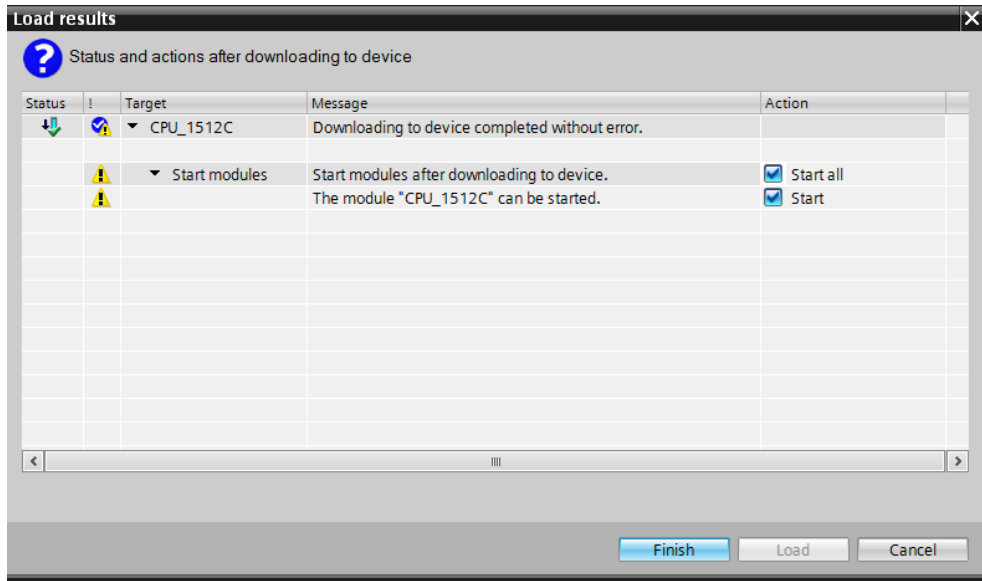 Load results
Status and actions after downloading to device
Status ! Target Message Action
CPU_1512C Downloading to device completed without error.
Start modules Start modules after downloading to device. Start all
The module "CPU_1512C" can be started. Start
Finish Load Cancel